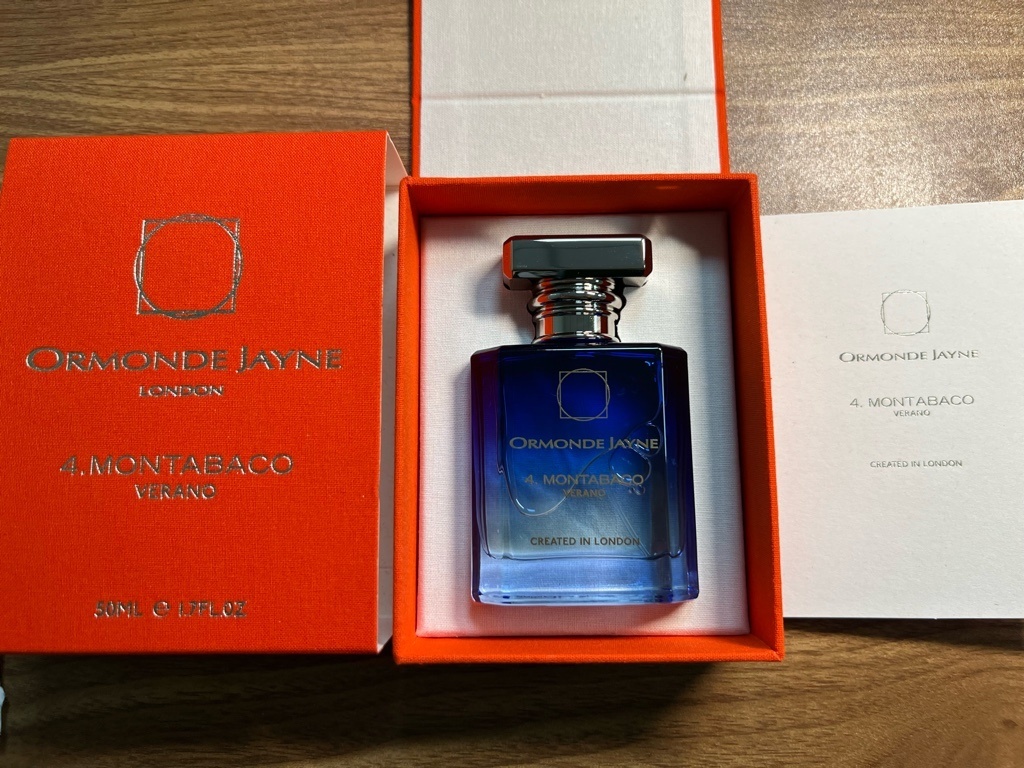 ORMONDE JAYNE
LONDON
4. MONTABACO
VERANO
50ML ℮ 1.7FL.OZ
ORMONDE JAYNE
4. MONTABACO
VERANO
CREATED IN LONDON
ORMONDE JAYNE
4. MONTABACO
VERANO
CREATED IN LONDON